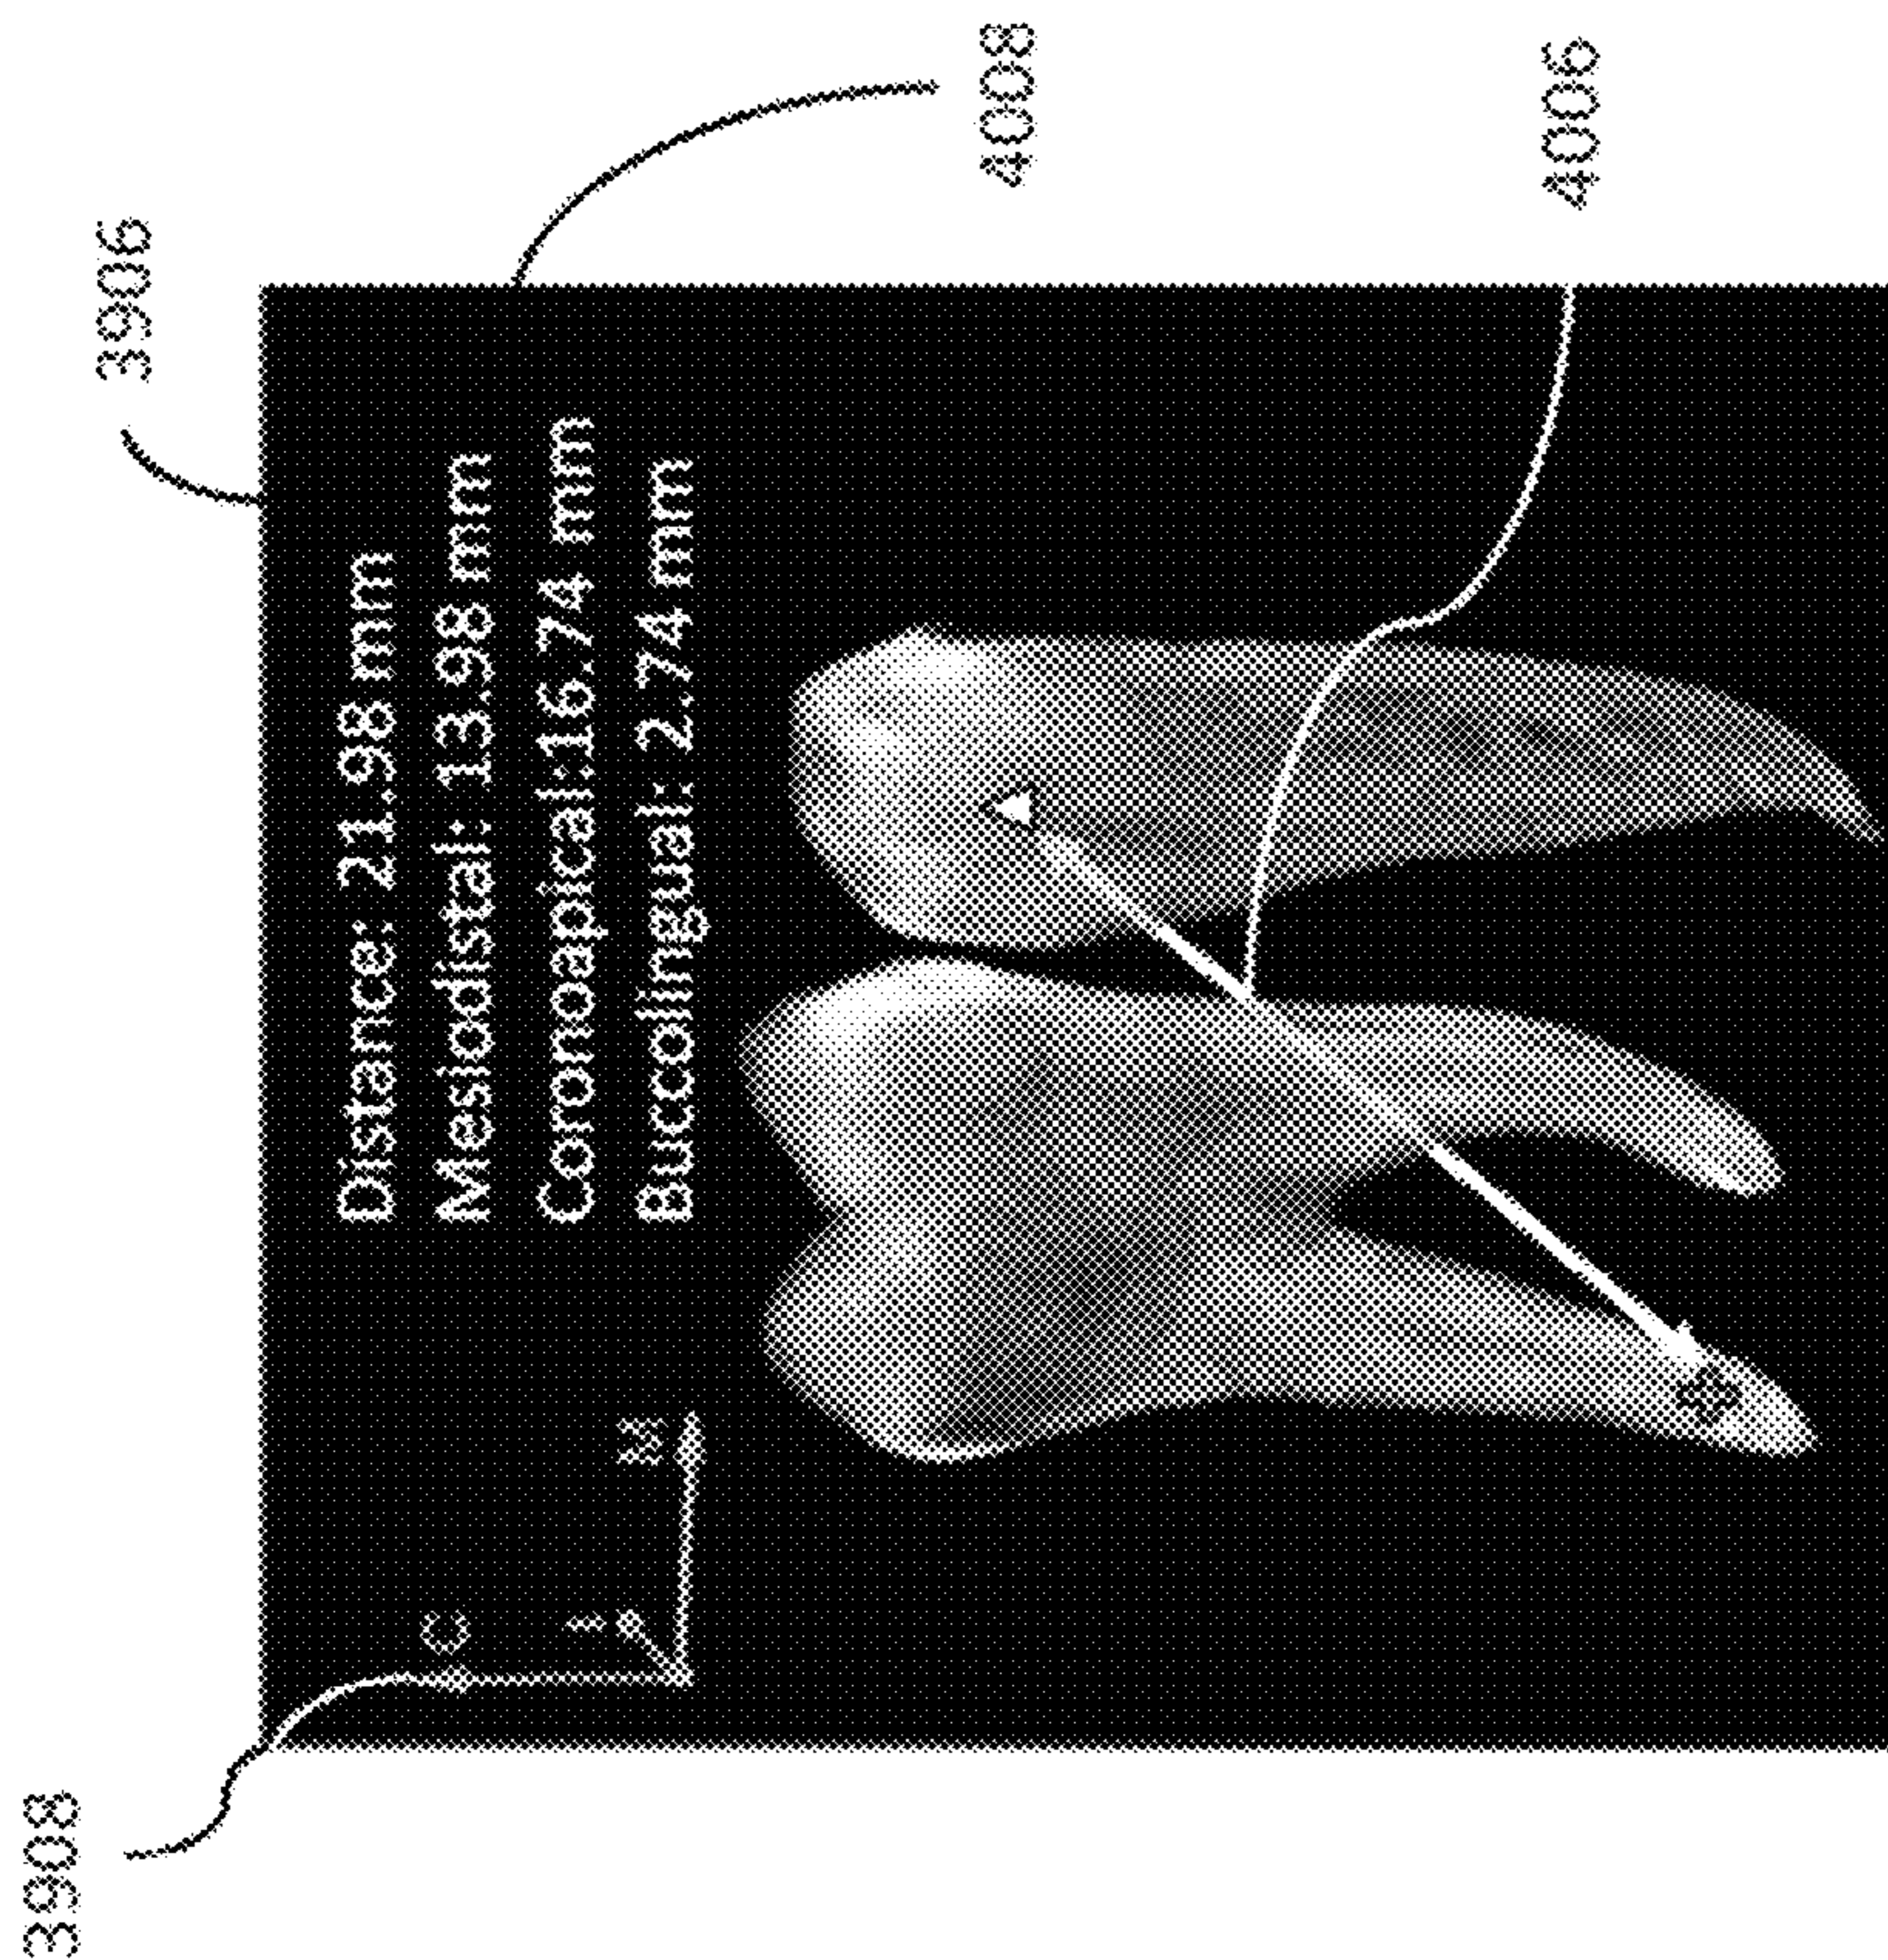 3908
3906
4008
4006
Distance: 21.98 mm
Mesiodistal: 13.98 mm
Coronoapical:16.74 mm
Buccolingual: 2.74 mm
C
M